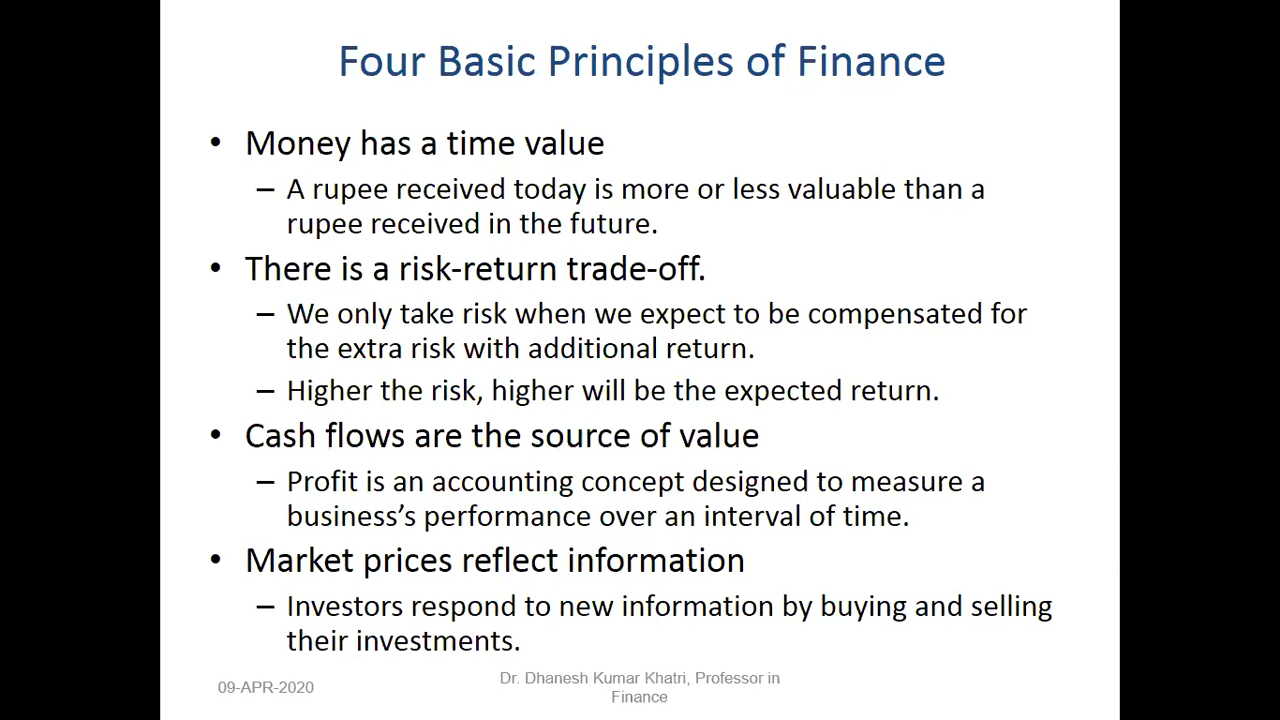 Four Basic Principles of Finance
• Money has a time value
– A rupee received today is more or less valuable than a
rupee received in the future.
• There is a risk-return trade-off.
– We only take risk when we expect to be compensated for
the extra risk with additional return.
– Higher the risk, higher will be the expected return.
• Cash flows are the source of value
– Profit is an accounting concept designed to measure a
business’s performance over an interval of time.
• Market prices reflect information
– Investors respond to new information by buying and selling
their investments.
09-APR-2020
Dr. Dhanesh Kumar Khatri, Professor in
Finance